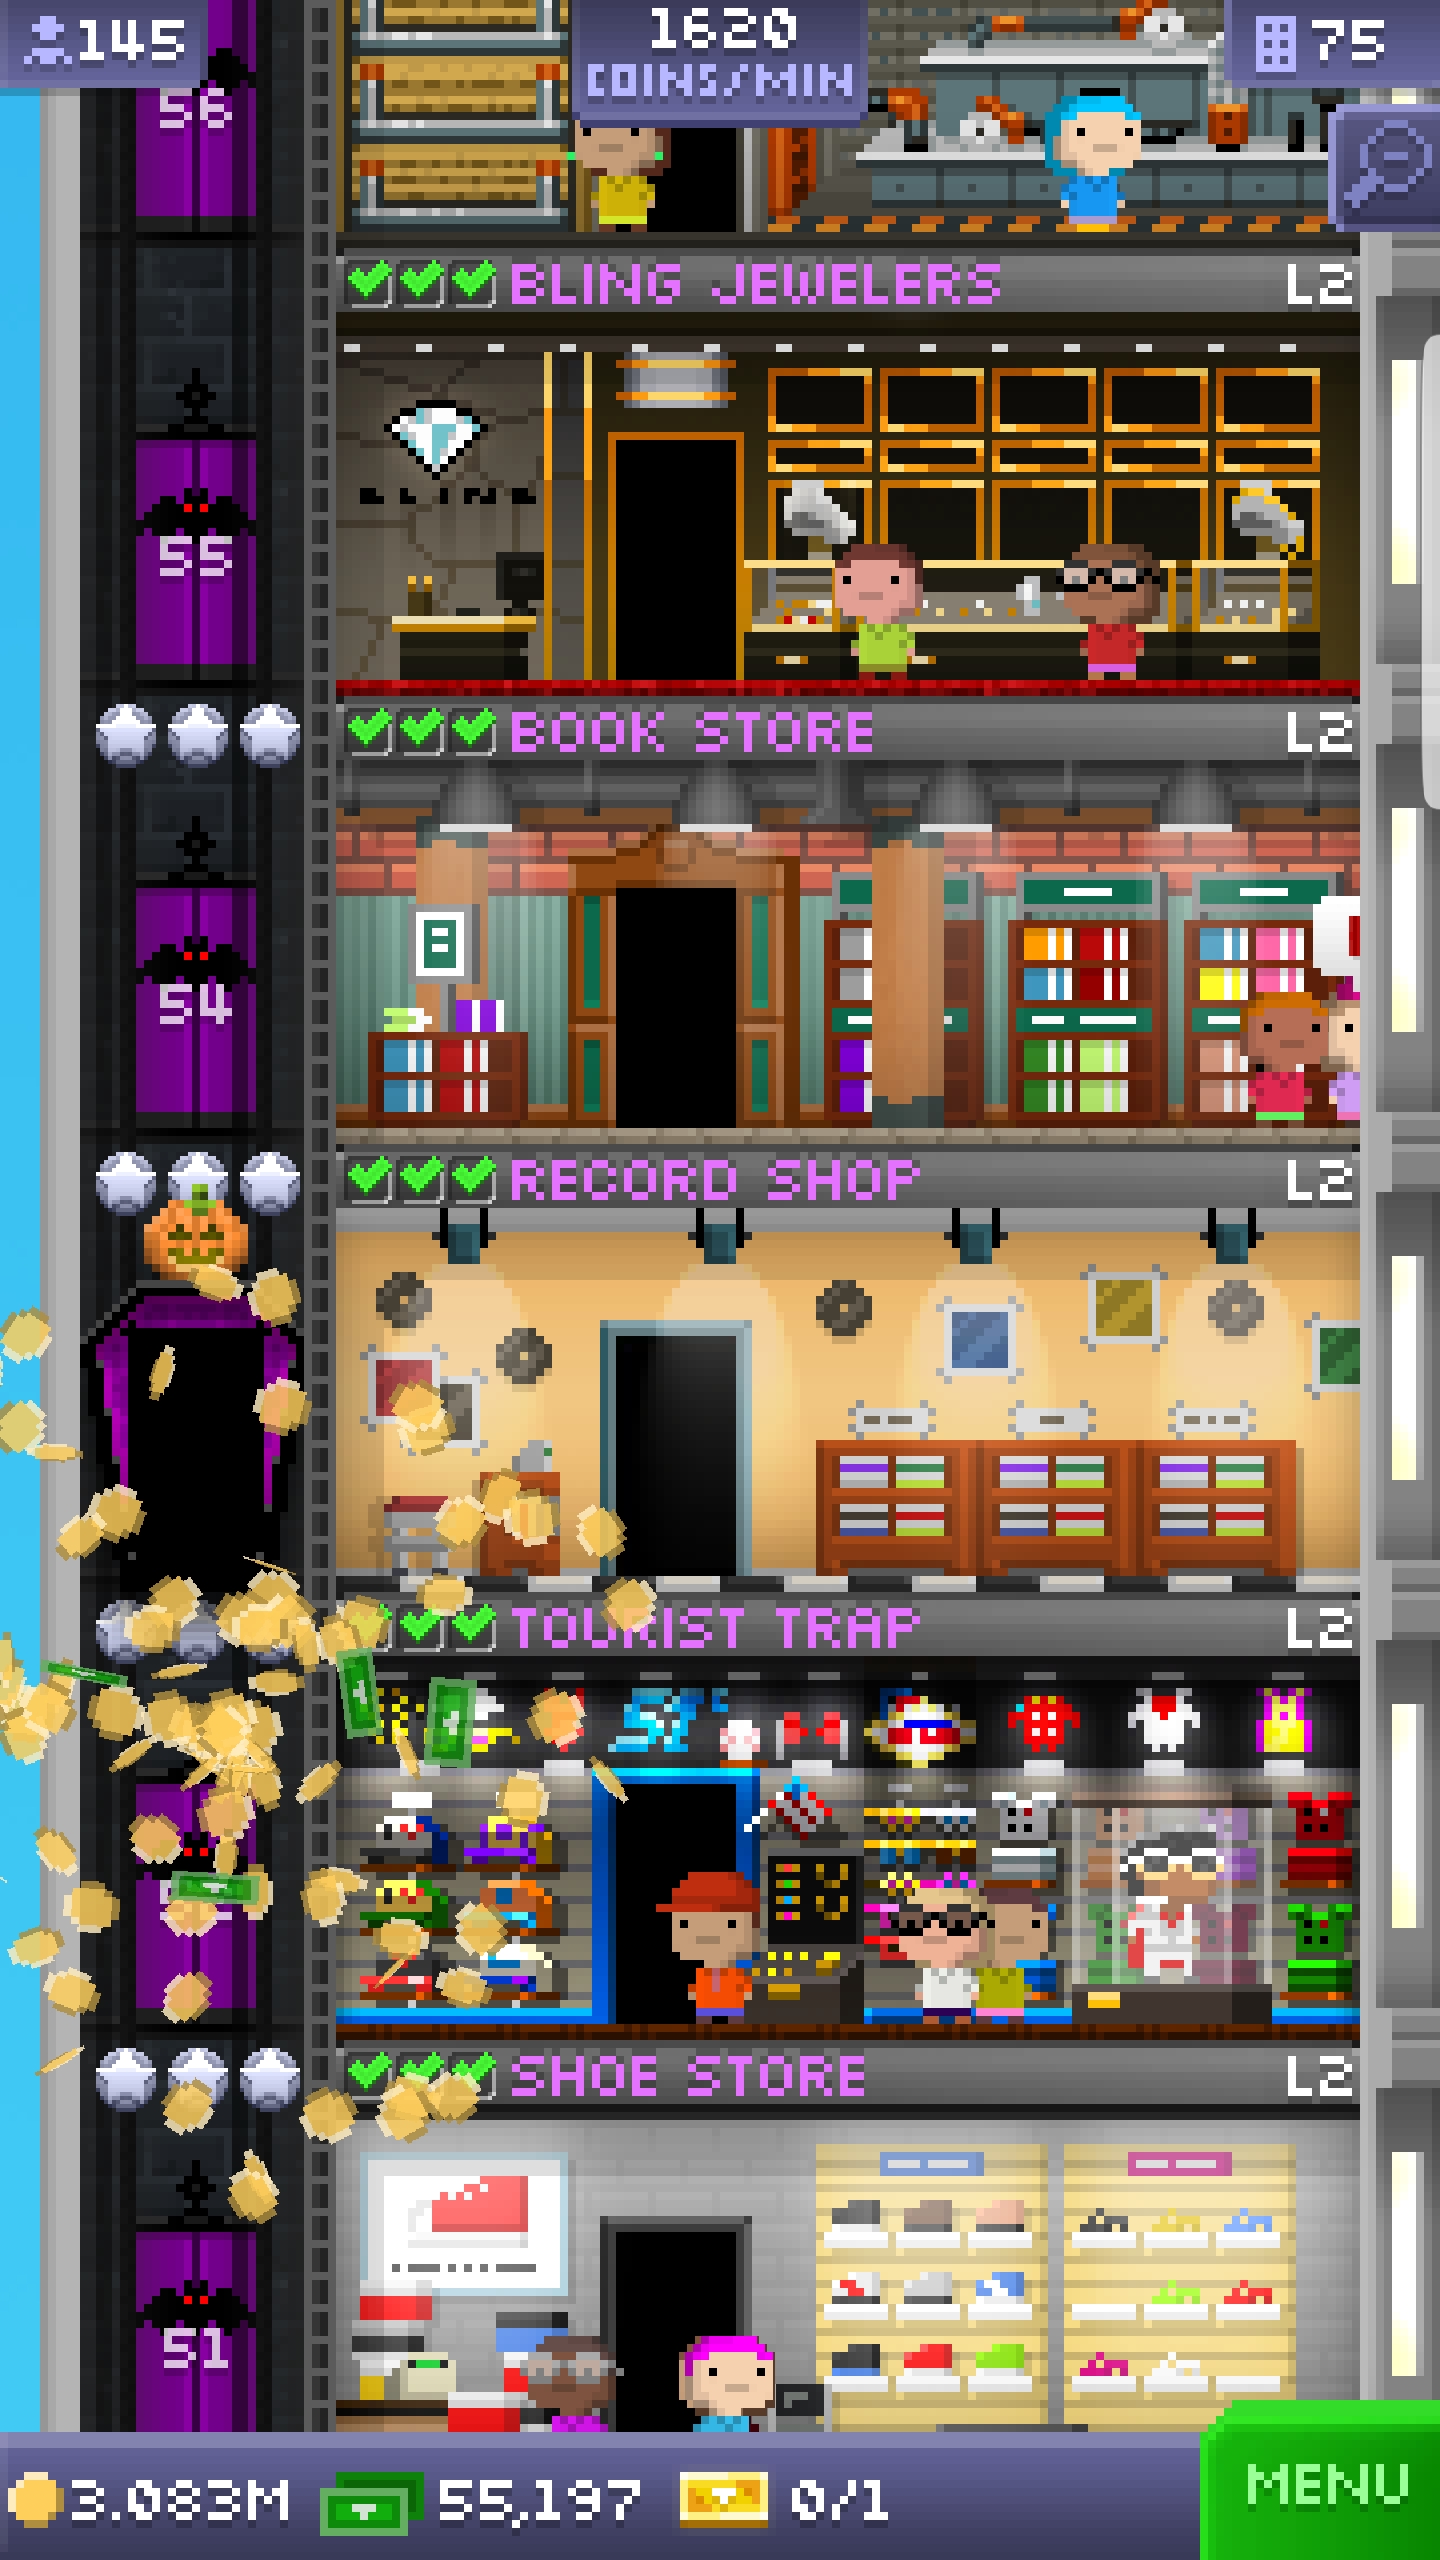 145
1620
COINS/MIN
75
56
BLING JEWELERS L2
BLING
55
BOOK STORE L2
54
RECORD SHOP L2
TOURIST TRAP L2
SHOE STORE L2
51
3.083M 55,197 0/1
MENU